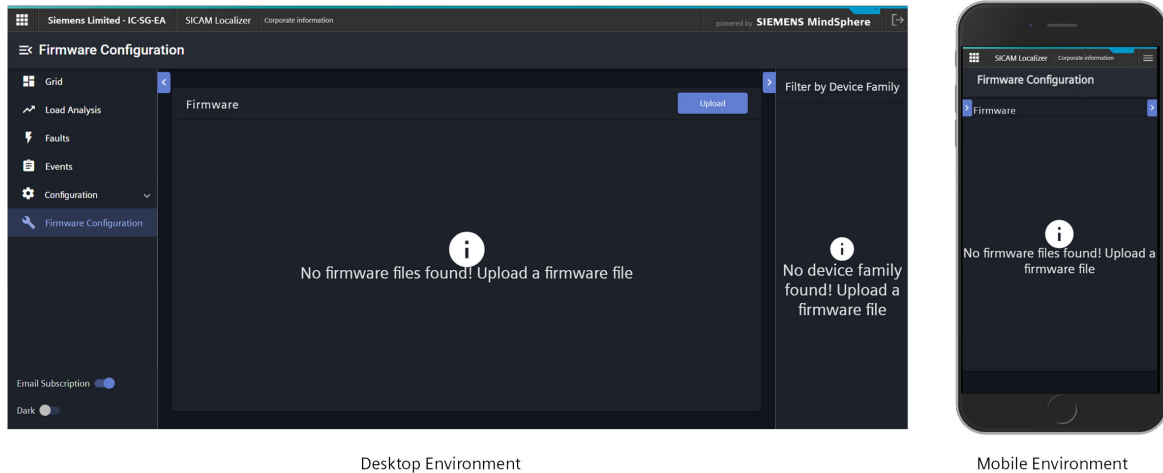 Siemens Limited - IC-SG-EA SICAM Localizer Corporate information powered by SIEMENS MindSphere
Firmware Configuration
Grid
Load Analysis
Faults
Events
Configuration
Firmware Configuration
Email Subscription
Dark
Firmware Upload
No firmware files found! Upload a firmware file
Filter by Device Family
No device family
found! Upload a
firmware file
Desktop Environment
SICAM Localizer Corporate information
Firmware Configuration
Firmware
No firmware files found! Upload a
firmware file
Mobile Environment